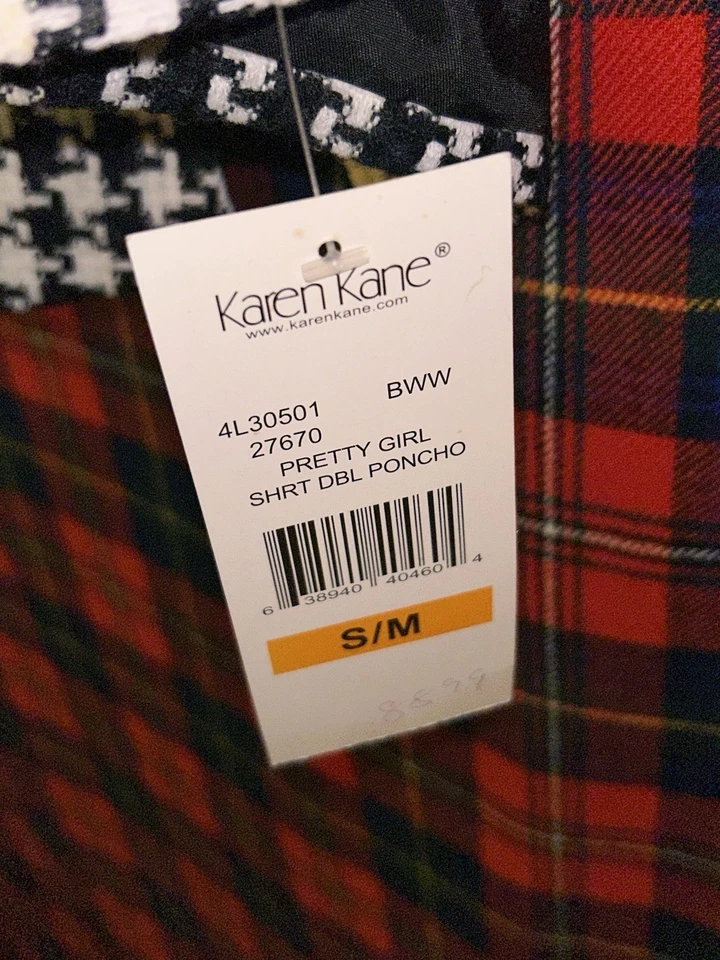 Karen Kane®
www.karenkane.com
4L30501 BWW
27670
PRETTY GIRL
SHRT DBL PONCHO
6 38940 40460 4
S/M